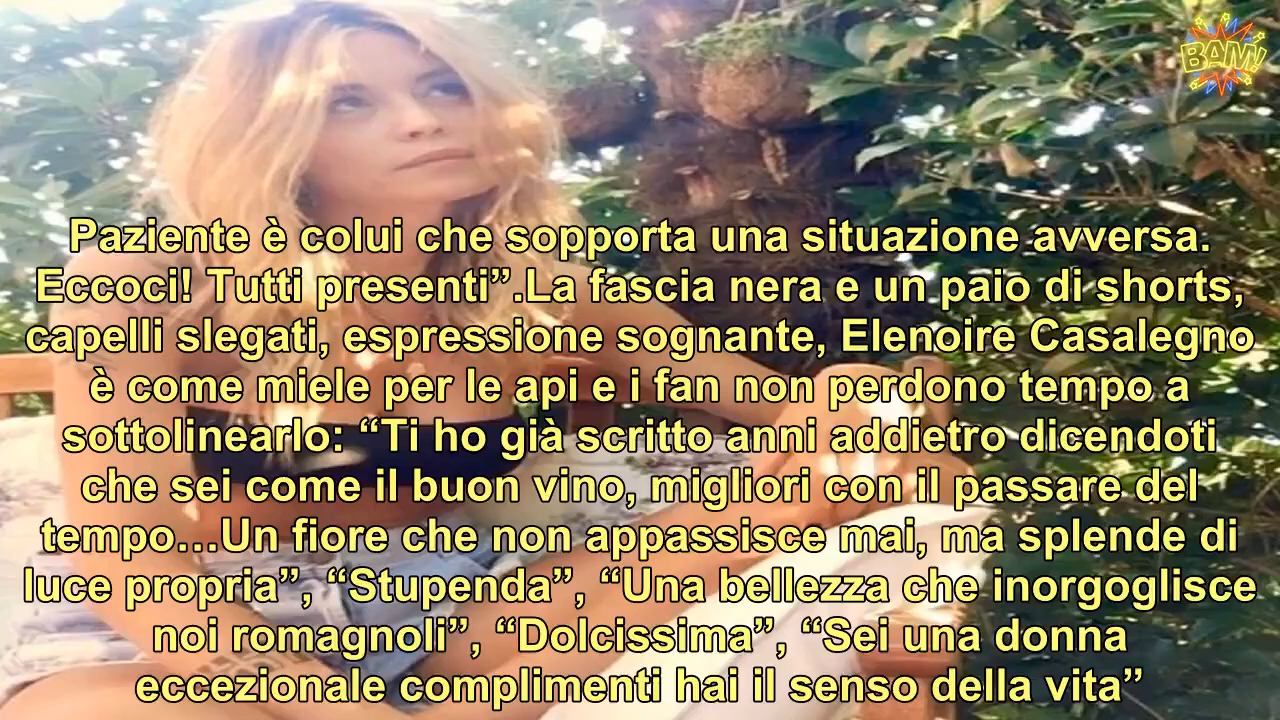 BAM!
Paziente è colui che sopporta una situazione avversa.
Eccoci! Tutti presenti”.La fascia nera e un paio di shorts,
capelli slegati, espressione sognante, Elenoire Casalegno
è come miele per le api e i fan non perdono tempo a
sottolinearlo: “Ti ho già scritto anni addietro dicendoti
che sei come il buon vino, migliori con il passare del
tempo…Un fiore che non appassisce mai, ma splende di
luce propria”, “Stupenda”, “Una bellezza che inorgoglisce
noi romagnoli”, “Dolcissima”, “Sei una donna
eccezionale complimenti hai il senso della vita”